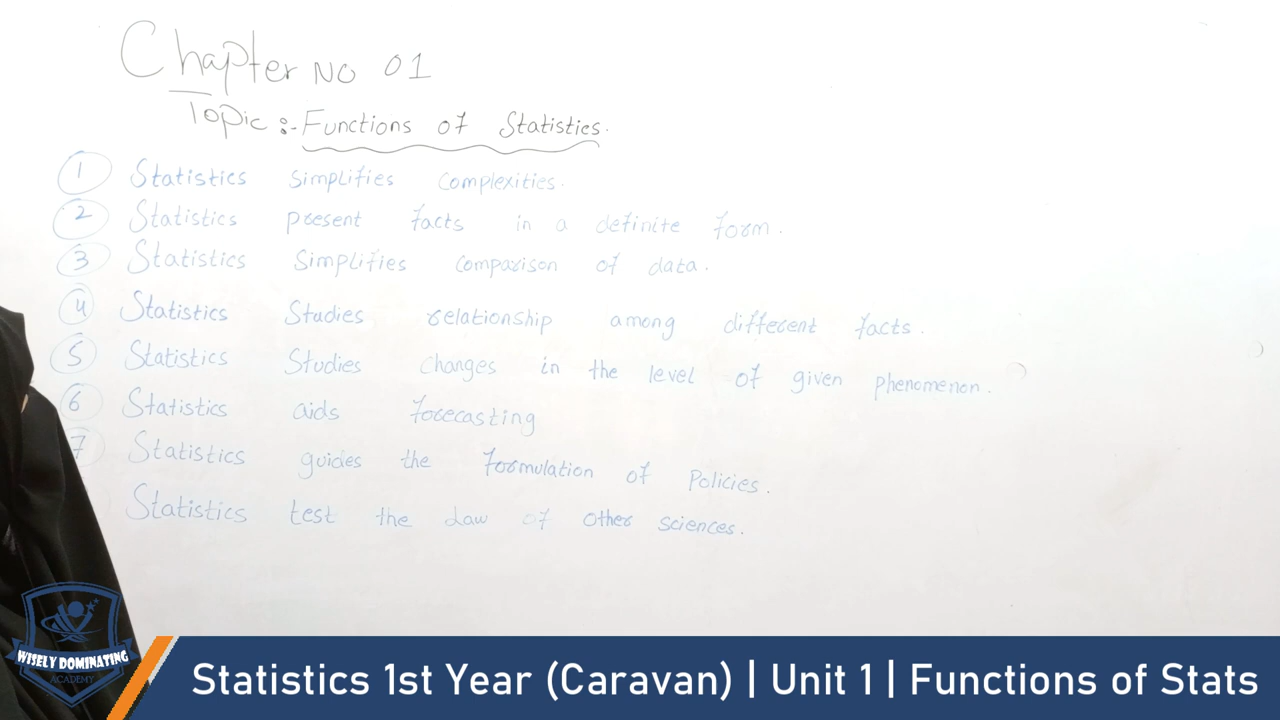 Chapter No 01
Topic :- Functions of Statistics.
1 Statistics simplifies complexities.
2 Statistics present facts in a definite form.
3 Statistics Simplifies comparison of data.
4 Statistics Studies relationship among different facts.
5 Statistics Studies changes in the level of given phenomenon.
6 Statistics aids forecasting
7 Statistics guides the formulation of Policies.
Statistics test the Law of Other sciences.
WISELY DOMINATING
ACADEMY
Statistics 1st Year (Caravan) | Unit 1 | Functions of Stats